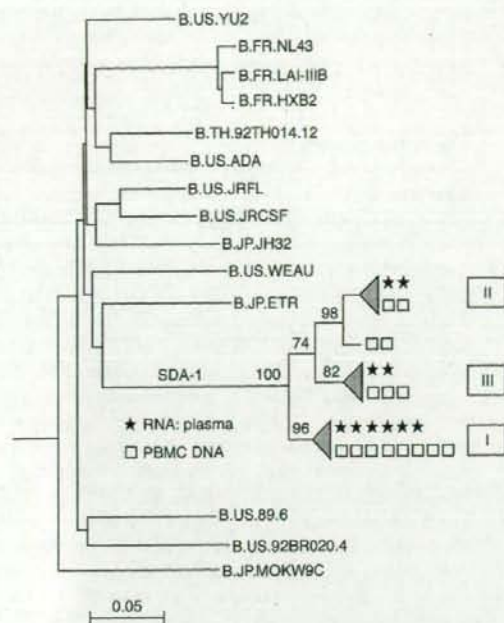 B.US.YU2
B.FR.NL43
B.FR.LAI-IIIB
B.FR.HXB2
B.TH.92TH014.12
B.US.ADA
B.US.JRFL
B.US.JRCSF
B.JP.JH32
B.US.WEAU
II
B.JP.ETR
98
74
SDA-1
100
82
III
★ RNA: plasma
96
I
□ PBMC DNA
B.US.89.6
B.US.92BR020.4
B.JP.MOKW9C
0.05